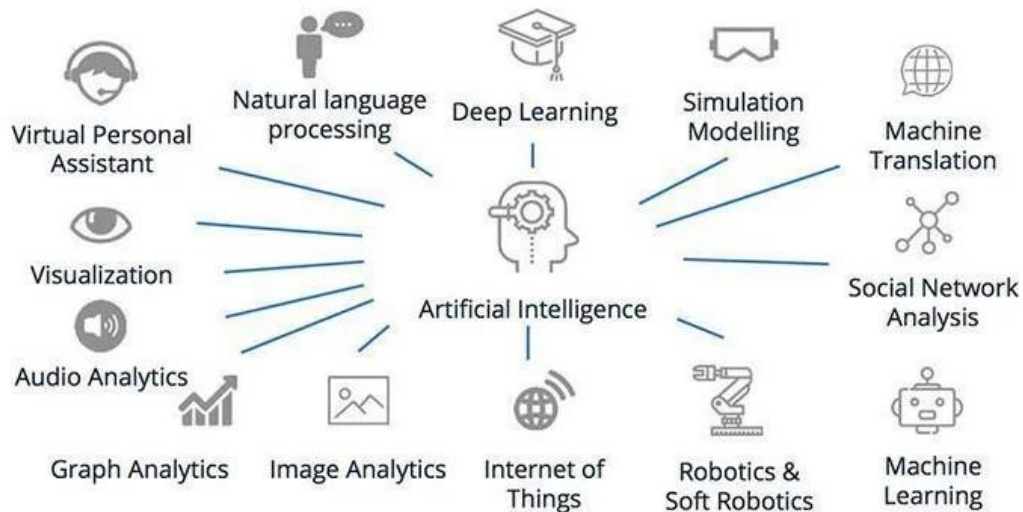 Virtual Personal
Assistant
Natural language
processing
Deep Learning
Simulation
Modelling
Machine
Translation
Visualization
Artificial Intelligence
Social Network
Analysis
Audio Analytics
Graph Analytics
Image Analytics
Internet of
Things
Robotics &
Soft Robotics
Machine
Learning